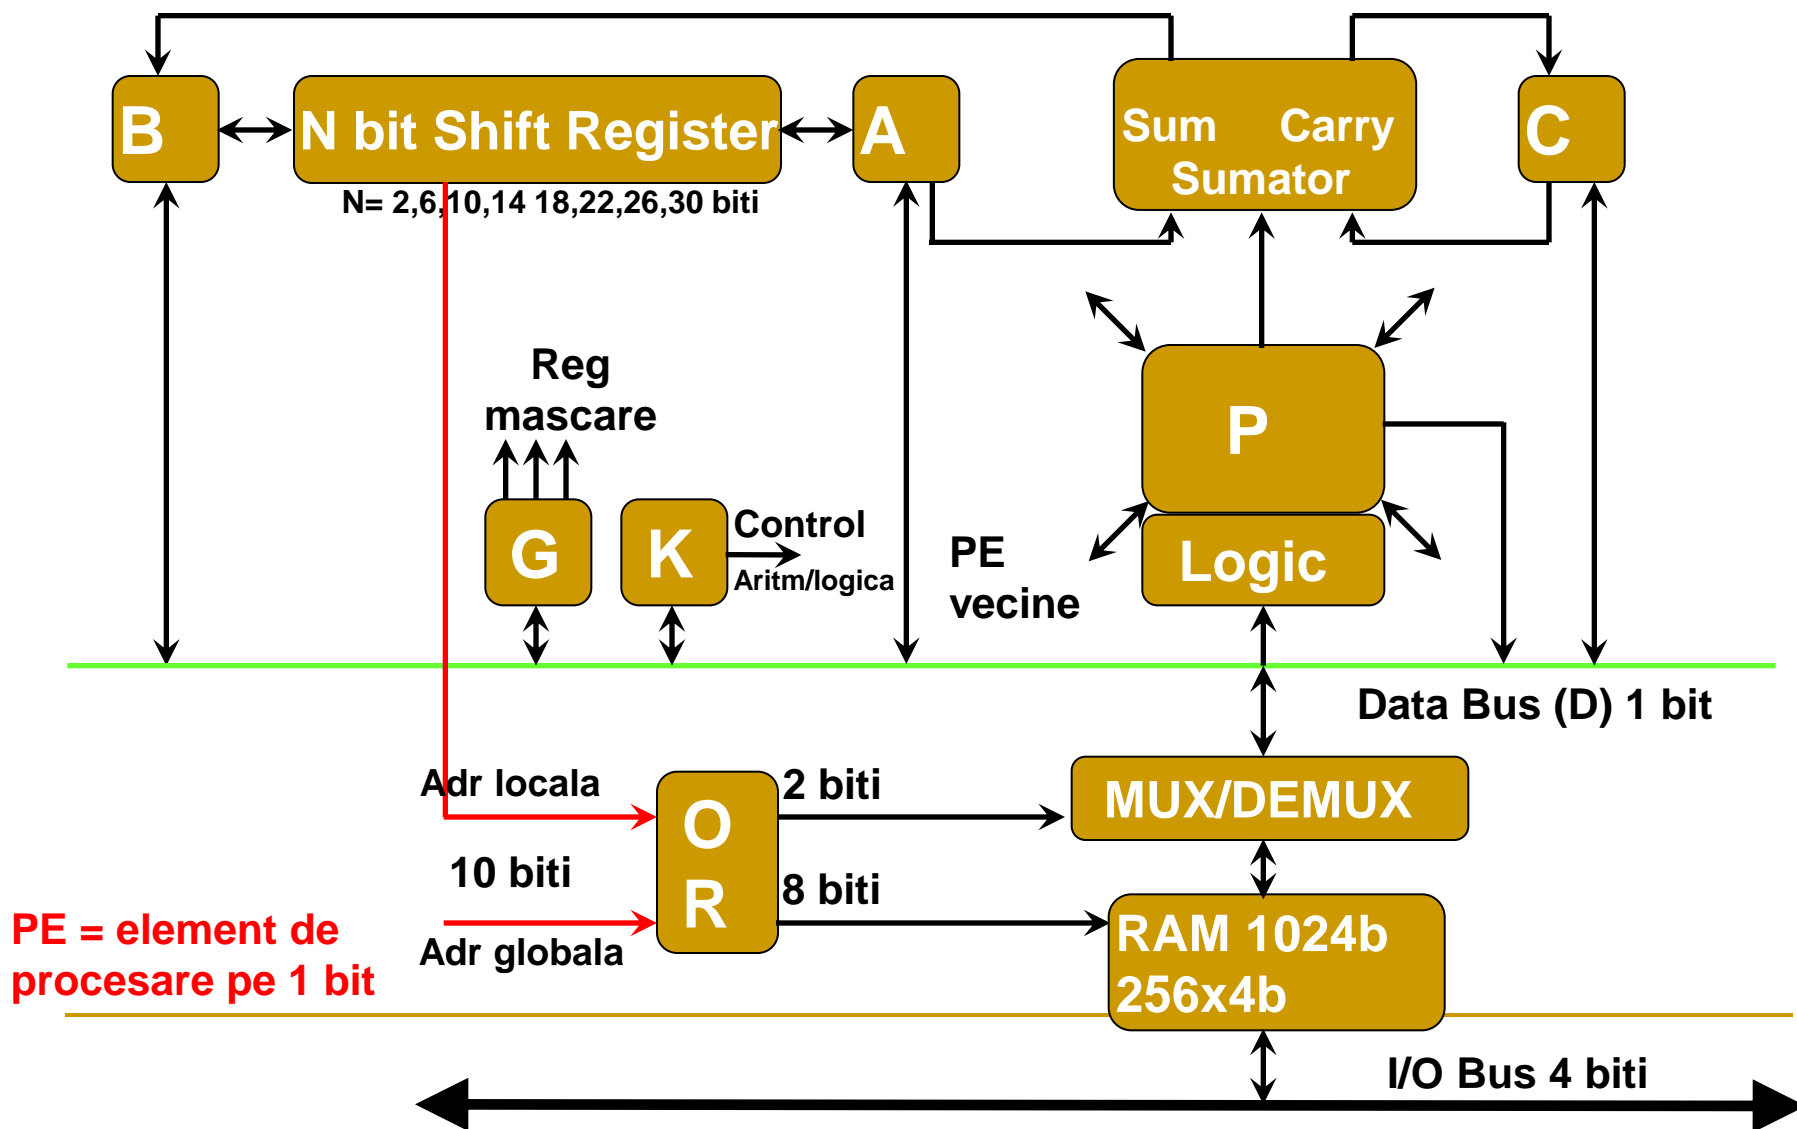 B
N bit Shift Register
A
Sum Carry
Sumator
C
N= 2,6,10,14 18,22,26,30 biti
Reg
mascare
P
G
K
Control
Aritm/logica
PE
vecine
Logic
Data Bus (D) 1 bit
Adr locala
O
R
2 biti
MUX/DEMUX
10 biti
8 biti
Adr globala
RAM 1024b
256x4b
PE = element de
procesare pe 1 bit
I/O Bus 4 biti